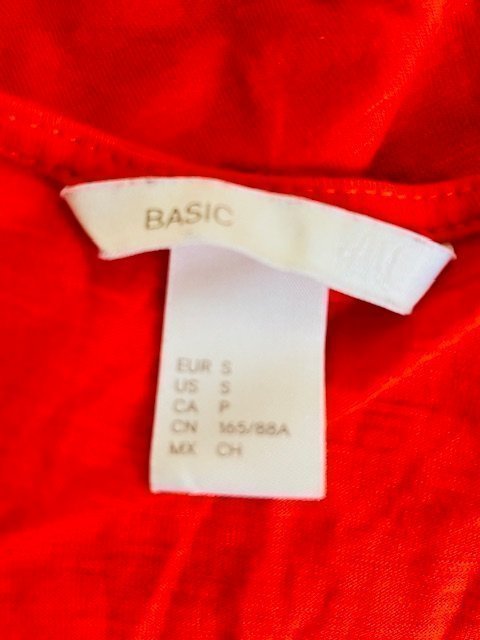 BASIC
EUR S
US S
CA P
CN 165/88A
MX CH